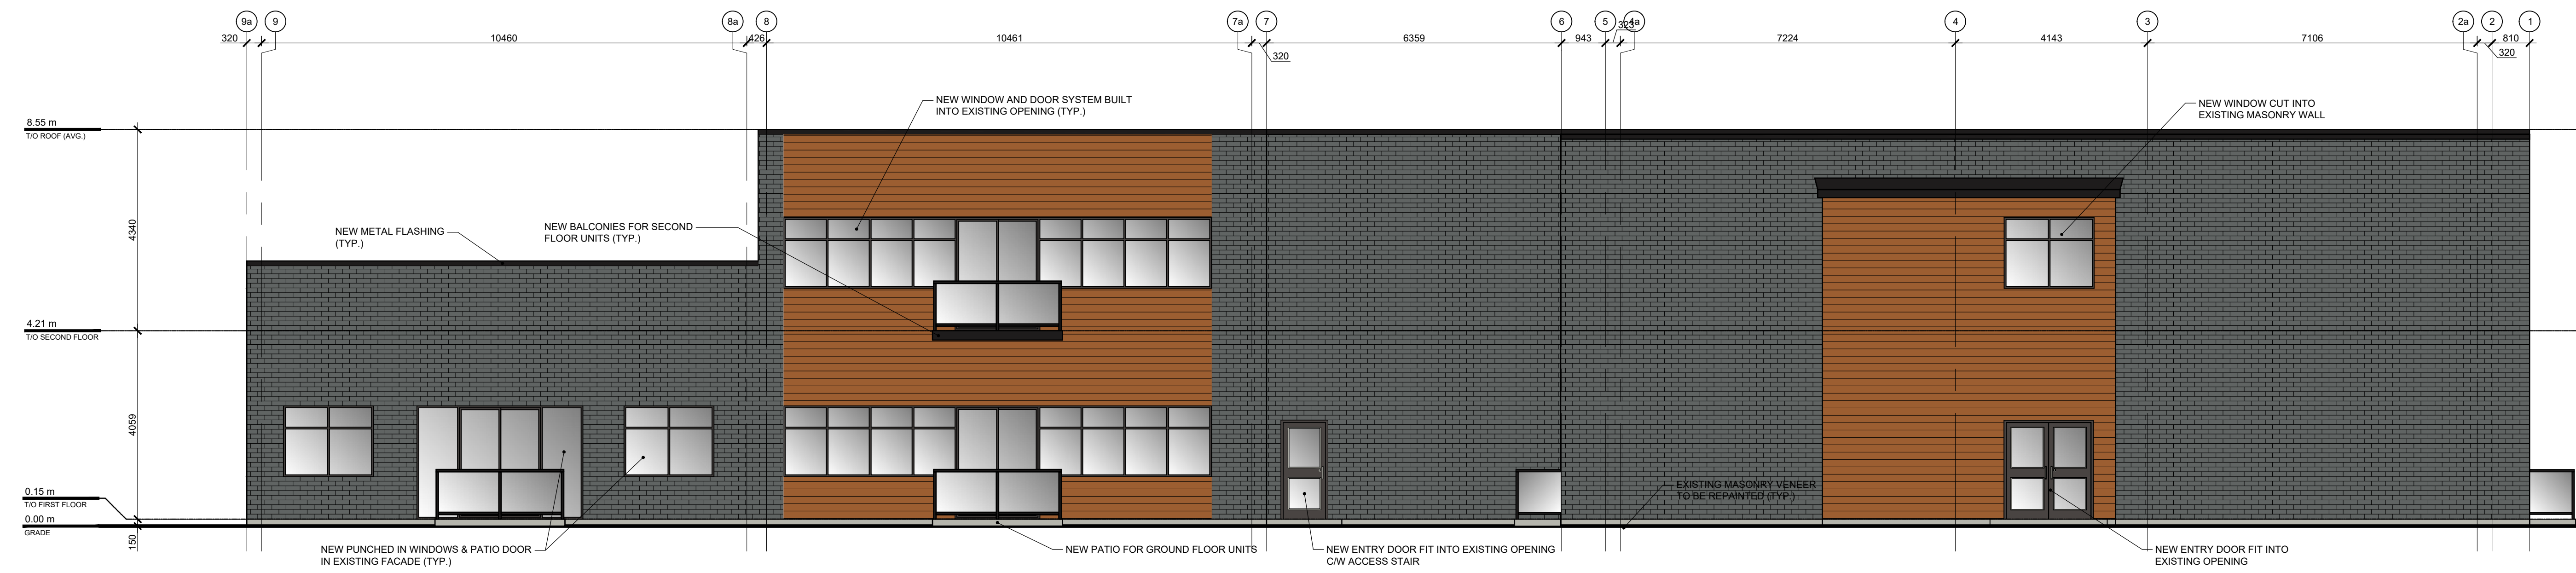 9a 9 8a 8 7a 7 6 5 4a 4 3 2a 2 1
320 10460 426 10461 320 6359 943 323 7224 4143 7106 320 810
NEW WINDOW AND DOOR SYSTEM BUILT
INTO EXISTING OPENING (TYP.)
NEW WINDOW CUT INTO
EXISTING MASONRY WALL
8.55 m
T/O ROOF (AVG.)
4340
NEW METAL FLASHING
(TYP.)
NEW BALCONIES FOR SECOND
FLOOR UNITS (TYP.)
4.21 m
T/O SECOND FLOOR
4059
0.15 m
T/O FIRST FLOOR
0.00 m
GRADE
150
EXISTING MASONRY VENEER
TO BE REPAINTED (TYP.)
NEW PUNCHED IN WINDOWS & PATIO DOOR
IN EXISTING FACADE (TYP.)
NEW PATIO FOR GROUND FLOOR UNITS
NEW ENTRY DOOR FIT INTO EXISTING OPENING
C/W ACCESS STAIR
NEW ENTRY DOOR FIT INTO
EXISTING OPENING